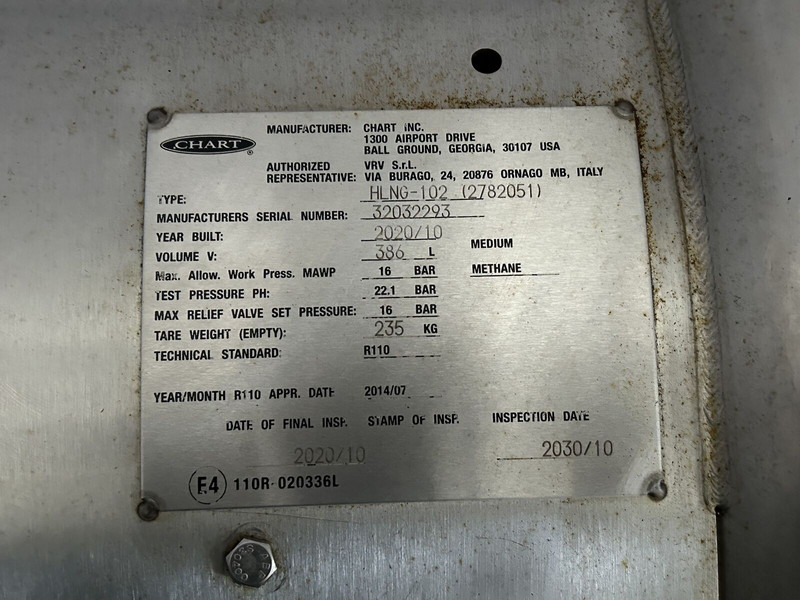 CHART®
MANUFACTURER: CHART INC.
1300 AIRPORT DRIVE
BALL GROUND, GEORGIA, 30107 USA
AUTHORIZED REPRESENTATIVE: VRV S.r.L.
VIA BURAGO, 24, 20876 ORNAGO MB, ITALY
TYPE: HLNG-102 (2782051)
MANUFACTURERS SERIAL NUMBER: 32032293
YEAR BUILT: 2020/10
VOLUME V: 386 L
MEDIUM
Max. Allow. Work Press. MAWP 16 BAR
METHANE
TEST PRESSURE PH: 22.1 BAR
MAX RELIEF VALVE SET PRESSURE: 16 BAR
TARE WEIGHT (EMPTY): 235 KG
TECHNICAL STANDARD: R110
YEAR/MONTH R110 APPR. DATE 2014/07
DATE OF FINAL INSP. STAMP OF INSP. INSPECTION DATE
2020/10 2030/10
E4 110R-020336L